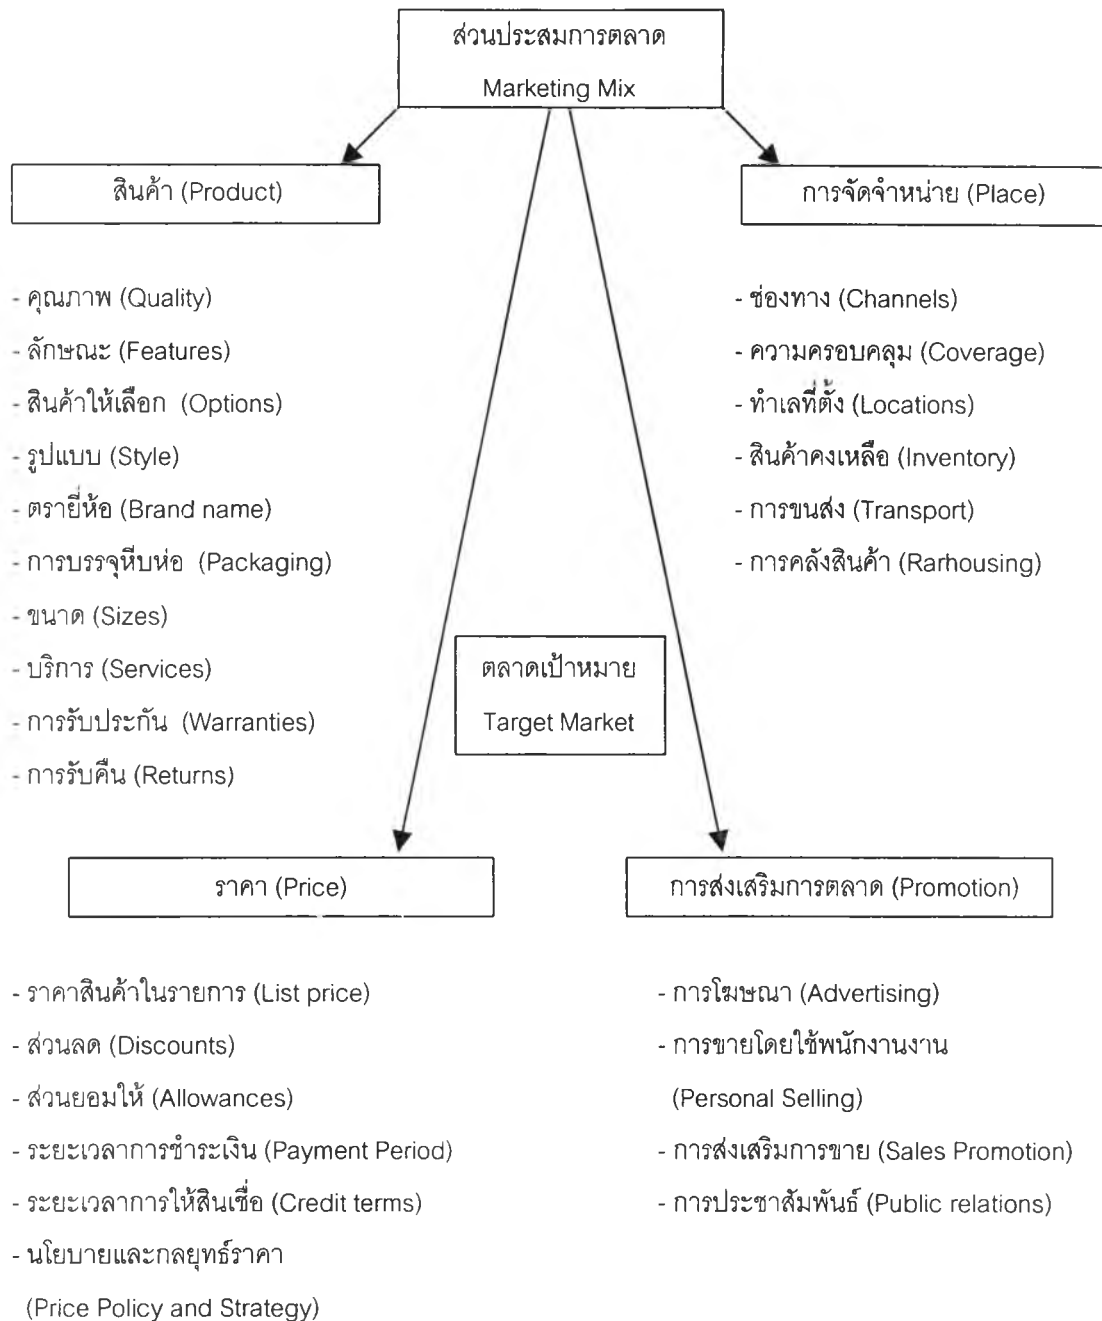 ส่วนประสมการตลาด
Marketing Mix
สินค้า (Product)
- คุณภาพ (Quality)
- ลักษณะ (Features)
- สินค้าให้เลือก (Options)
- รูปแบบ (Style)
- ตรายี่ห้อ (Brand name)
- การบรรจุหีบห่อ (Packaging)
- ขนาด (Sizes)
- บริการ (Services)
- การรับประกัน (Warranties)
- การรับคืน (Returns)
การจัดจำหน่าย (Place)
- ช่องทาง (Channels)
- ความครอบคลุม (Coverage)
- ทำเลที่ตั้ง (Locations)
- สินค้าคงเหลือ (Inventory)
- การขนส่ง (Transport)
- การคลังสินค้า (Rarhousing)
ตลาดเป้าหมาย
Target Market
ราคา (Price)
- ราคาสินค้าในรายการ (List price)
- ส่วนลด (Discounts)
- ส่วนยอมให้ (Allowances)
- ระยะเวลาการชำระเงิน (Payment Period)
- ระยะเวลาการให้สินเชื่อ (Credit terms)
- นโยบายและกลยุทธ์ราคา
(Price Policy and Strategy)
การส่งเสริมการตลาด (Promotion)
- การโฆษณา (Advertising)
- การขายโดยใช้พนักงานงาน
(Personal Selling)
- การส่งเสริมการขาย (Sales Promotion)
- การประชาสัมพันธ์ (Public relations)